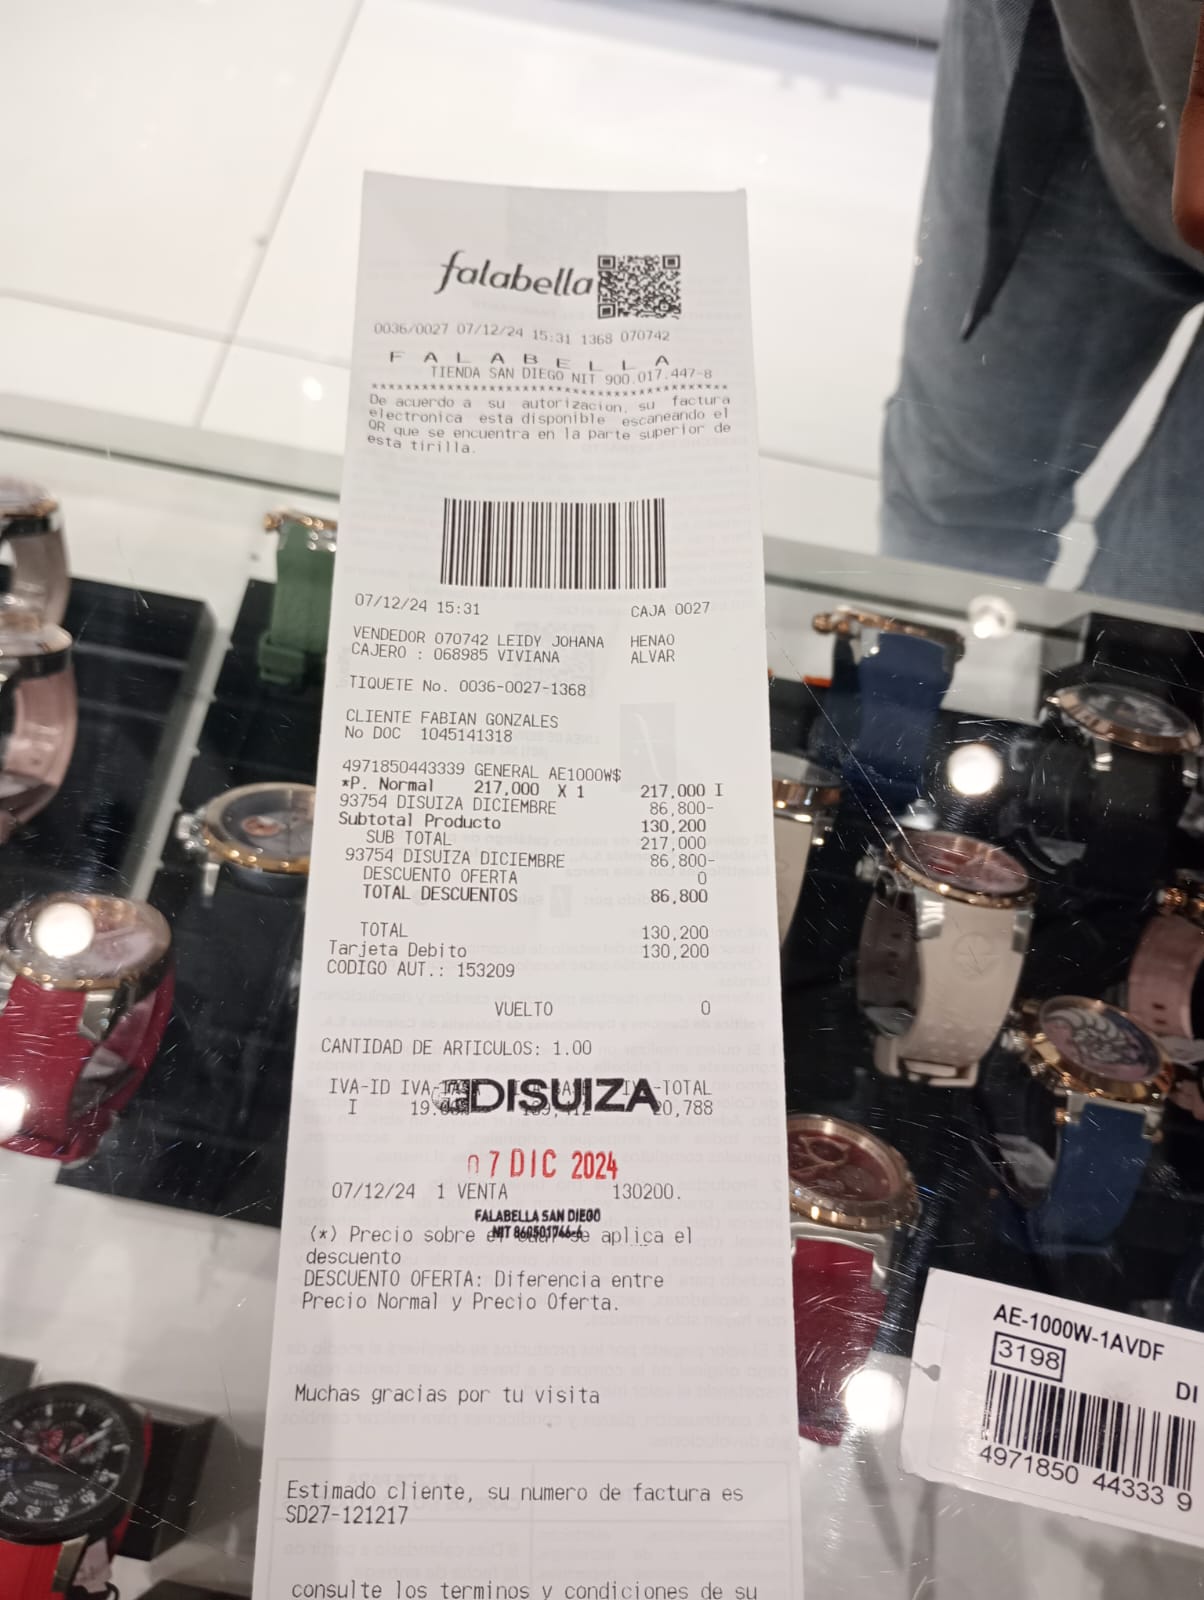 falabella
0036/0027 07/12/24 15:31 1368 070742
F A L A B E L L A
TIENDA SAN DIEGO NIT 900.017.447-8
De acuerdo a su autorizacion, su factura
electronica esta disponible escaneando el
QR que se encuentra en la parte superior de
esta tirilla.
07/12/24 15:31 CAJA 0027
VENDEDOR 070742 LEIDY JOHANA HENAO
CAJERO : 068985 VIVIANA ALVAR
TIQUETE No. 0036-0027-1368
CLIENTE FABIAN GONZALES
No DOC 1045141318
4971850443339 GENERAL AE1000W$
*P. Normal 217,000 X 1 217,000 I
93754 DISUIZA DICIEMBRE 86,800-
Subtotal Producto 130,200
SUB TOTAL 217,000
93754 DISUIZA DICIEMBRE 86,800-
DESCUENTO OFERTA 0
TOTAL DESCUENTOS 86,800
TOTAL 130,200
Tarjeta Debito 130,200
CODIGO AUT.: 153209
VUELTO 0
CANTIDAD DE ARTICULOS: 1.00
IVA-ID -TOTAL
DISUIZA
I 20,788
07 DIC 2024
07/12/24 1 VENTA 130200.
FALABELLA SAN DIEGO
NIT
(*) Precio sobre se aplica el
descuento
DESCUENTO OFERTA: Diferencia entre
Precio Normal y Precio Oferta.
Muchas gracias por tu visita
Estimado cliente, su numero de factura es
SD27-121217
consulte los terminos y condiciones de su
AE-1000W-1AVDF
3198
DI
4971850 44333 9